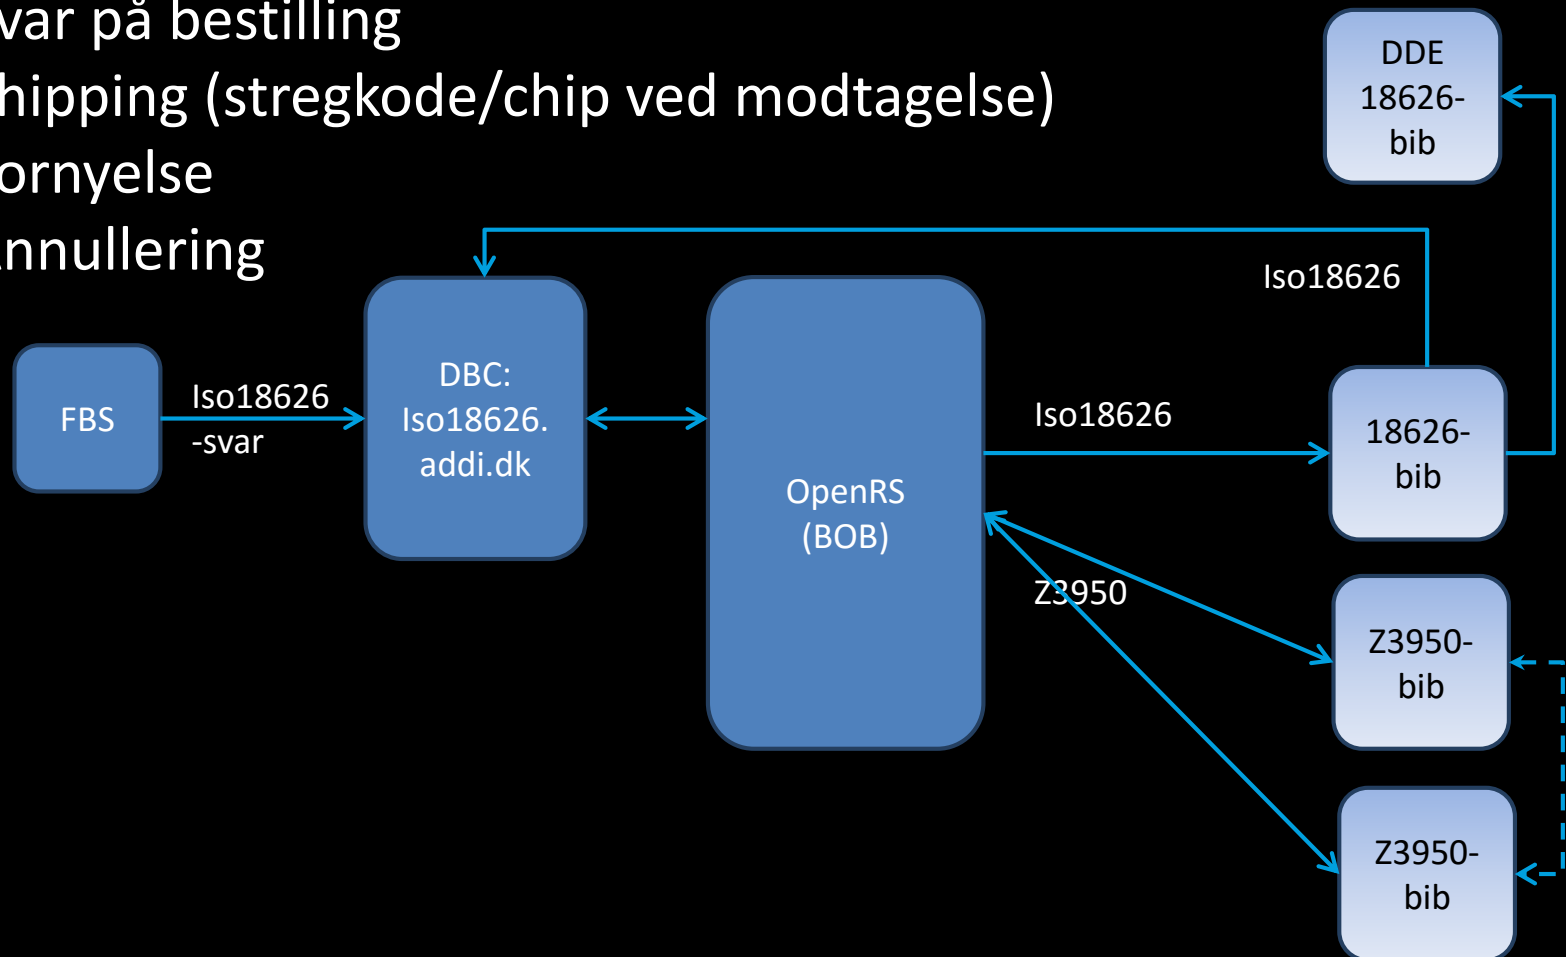 var på bestilling
hipping (stregkode/chip ved modtagelse)
ornyelse
nnullering
DDE
18626-
bib
Iso18626
FBS
Iso18626
-svar
DBC:
Iso18626.
addi.dk
OpenRS
(BOB)
Iso18626
18626-
bib
Z3950
Z3950-
bib
Z3950-
bib